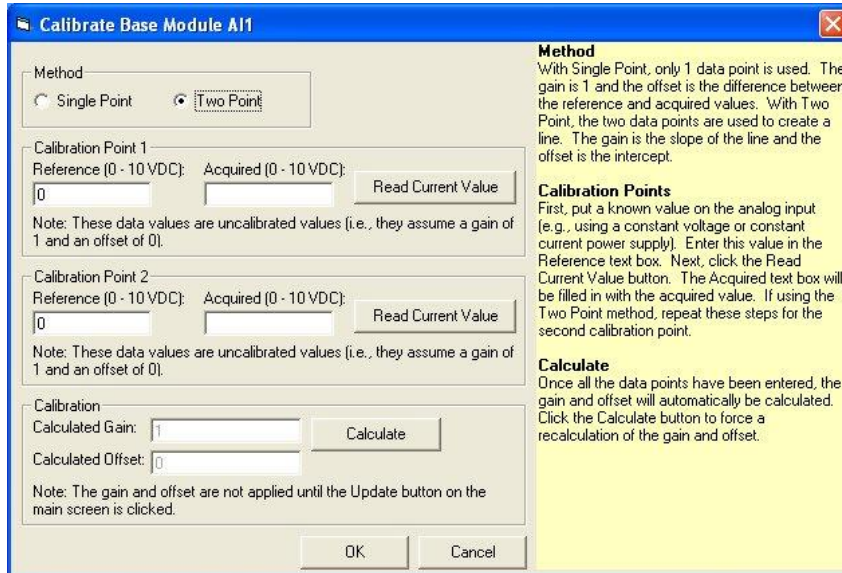 Calibrate Base Module AI1
Method
Single Point
Two Point
Calibration Point 1
Reference (0 - 10 VDC):
Acquired (0 - 10 VDC):
0
Read Current Value
Note: These data values are uncalibrated values (i.e., they assume a gain of
1 and an offset of 0).
Calibration Point 2
Reference (0 - 10 VDC):
Acquired (0 - 10 VDC):
0
Read Current Value
Note: These data values are uncalibrated values (i.e., they assume a gain of
1 and an offset of 0).
Calibration
Calculated Gain:
1
Calculate
Calculated Offset:
0
Note: The gain and offset are not applied until the Update button on the
main screen is clicked.
OK
Cancel
Method
With Single Point, only 1 data point is used. The
gain is 1 and the offset is the difference between
the reference and acquired values. With Two
Point, the two data points are used to create a
line. The gain is the slope of the line and the
offset is the intercept.
Calibration Points
First, put a known value on the analog input
(e.g., using a constant voltage or constant
current power supply). Enter this value in the
Reference text box. Next, click the Read
Current Value button. The Acquired text box will
be filled in with the acquired value. If using the
Two Point method, repeat these steps for the
second calibration point.
Calculate
Once all the data points have been entered, the
gain and offset will automatically be calculated.
Click the Calculate button to force a
recalculation of the gain and offset.